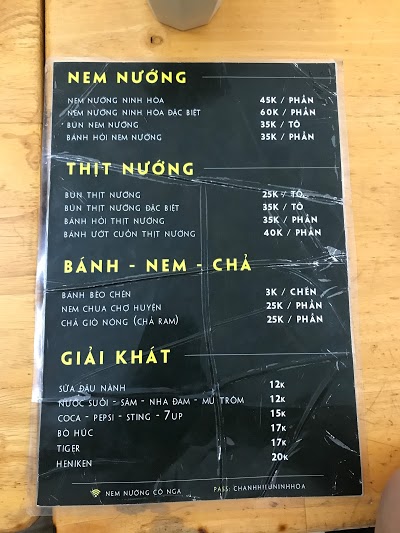 NEM NƯỚNG
NEM NƯỚNG NINH HÒA 45K / PHẦN
NEM NƯỚNG NINH HÒA ĐẶC BIỆT 60K / PHẦN
BÚN NEM NƯỚNG 35K / TÔ
BÁNH HỎI NEM NƯỚNG 35K / PHẦN
THỊT NƯỚNG
BÚN THỊT NƯỚNG 25K / TÔ
BÚN THỊT NƯỚNG ĐẶC BIỆT 35K / TÔ
BÁNH HỎI THỊT NƯỚNG 35K / PHẦN
BÁNH ƯỚT CUỐN THỊT NƯỚNG 40K / PHẦN
BÁNH - NEM - CHẢ
BÁNH BÈO CHÉN 3K / CHÉN
NEM CHUA CHỢ HUYỆN 25K / PHẦN
CHẢ GIÒ NÓNG (CHẢ RAM) 25K / PHẦN
GIẢI KHÁT
SỮA ĐẬU NÀNH 12K
NƯỚC SUỐI - SÂM - NHA ĐAM - MỦ TRÔM 12K
COCA - PEPSI - STING - 7UP 15K
BÒ HÚC 17K
TIGER 17K
HENIKEN 20K
NEM NƯỚNG CÔ NGA PASS: CHANHHIEUNINHHOA